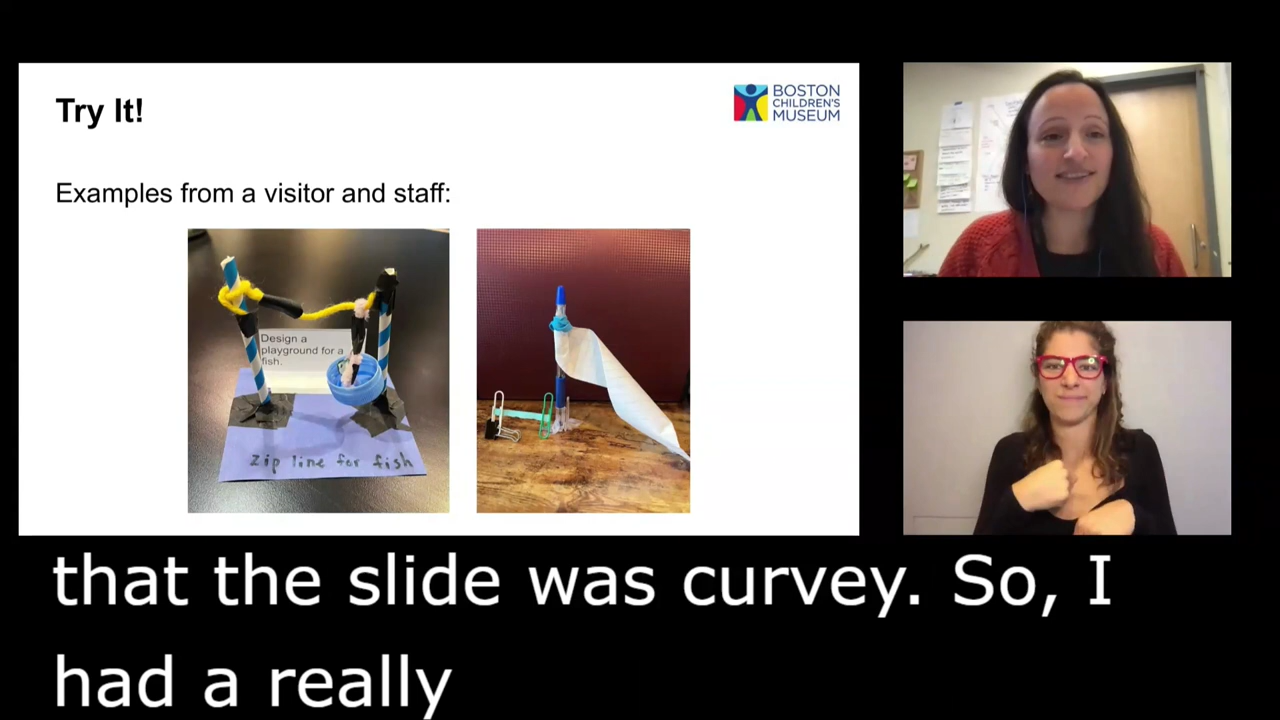 Try It!
BOSTON
CHILDREN'S
MUSEUM
Examples from a visitor and staff:
Design a
playground for a
fish.
zip line for fish
that the slide was curvey. So, I
had a really